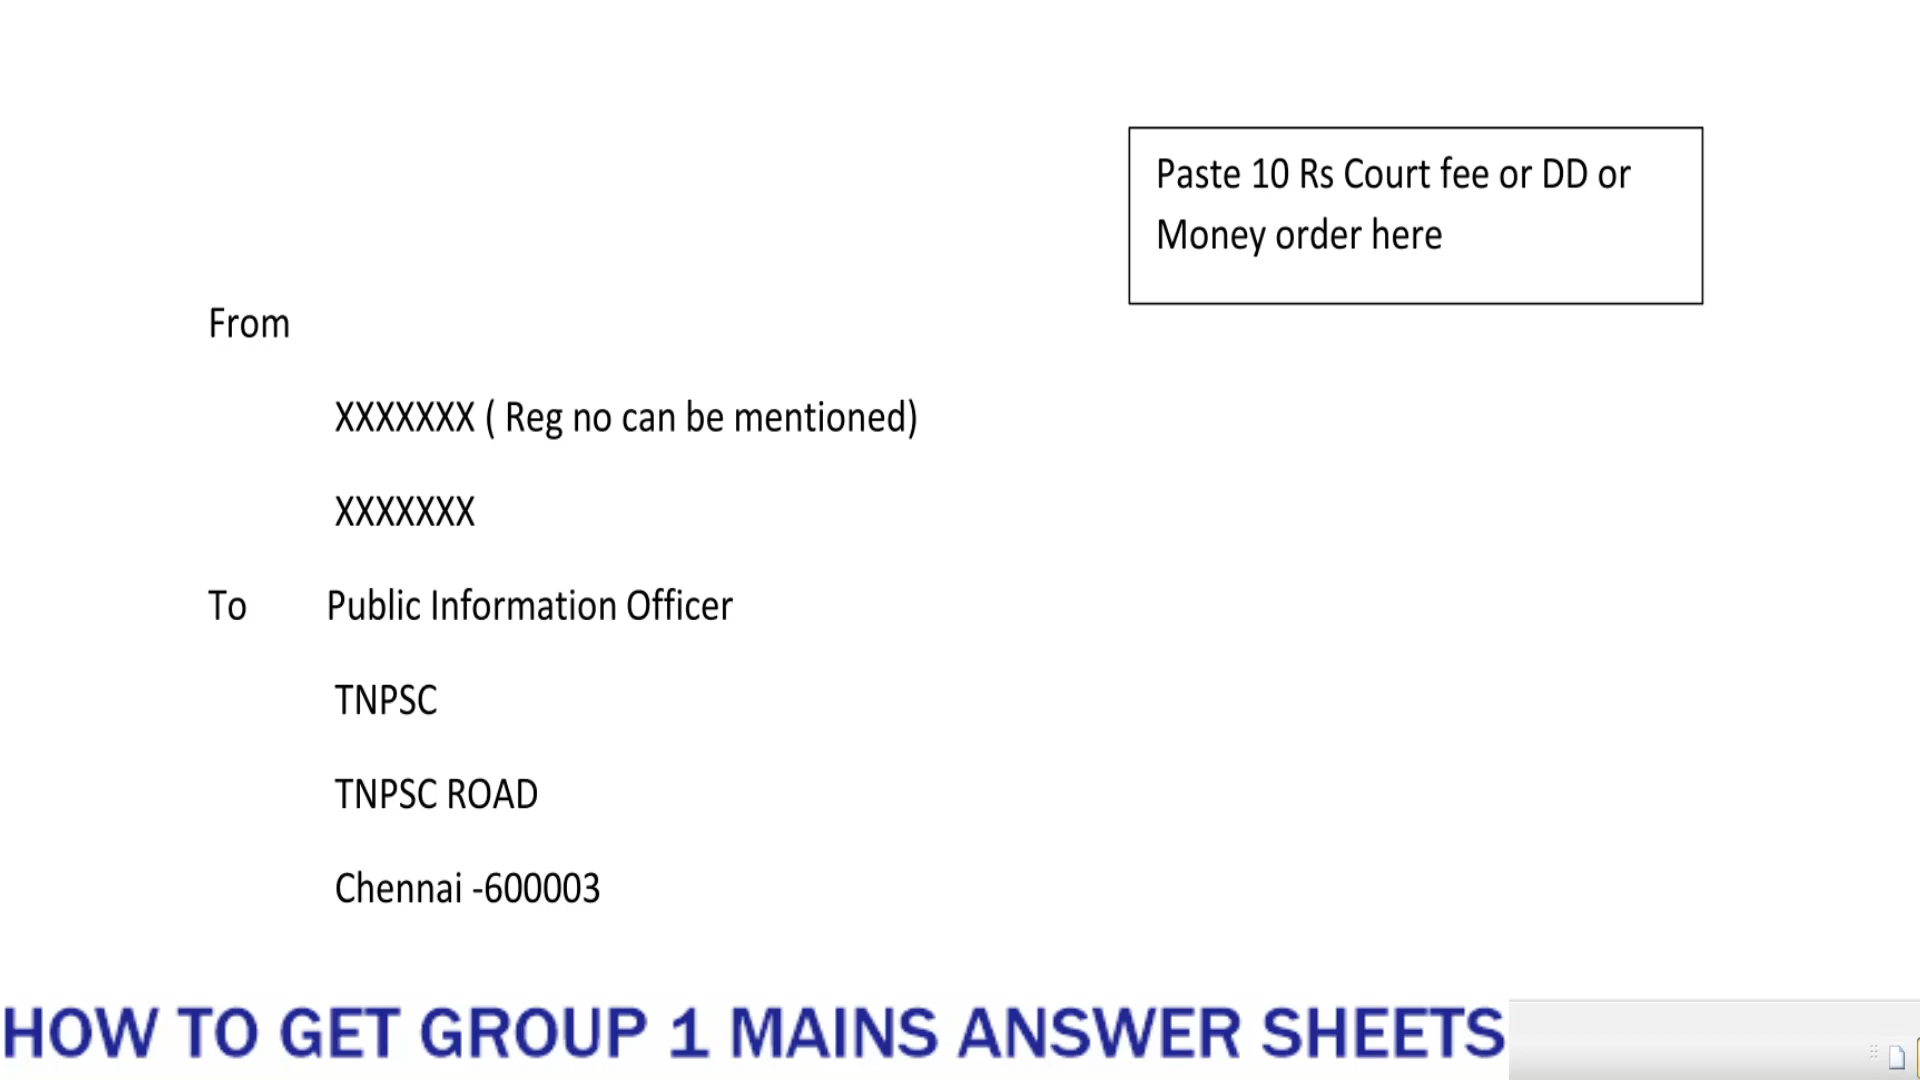 Paste 10 Rs Court fee or DD or
Money order here
From
XXXXXXX ( Reg no can be mentioned)
XXXXXXX
To Public Information Officer
TNPSC
TNPSC ROAD
Chennai -600003
HOW TO GET GROUP 1 MAINS ANSWER SHEETS